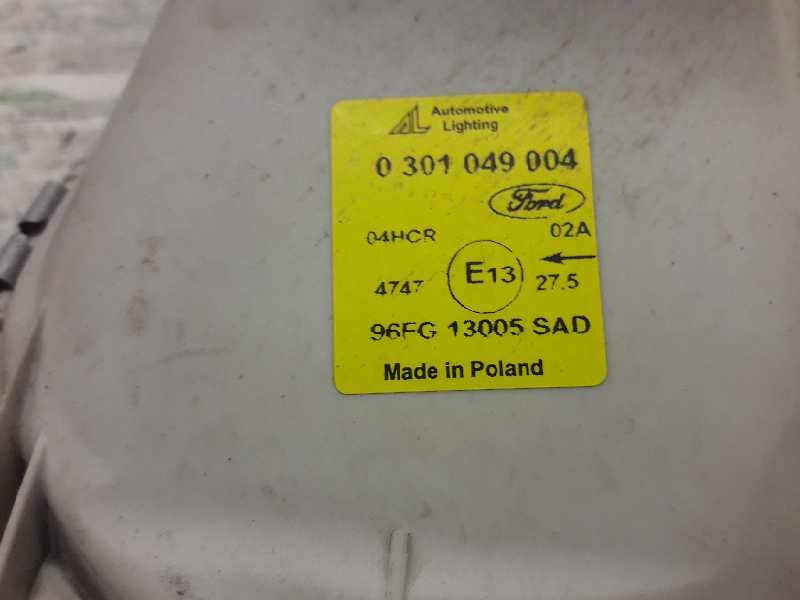 AL Automotive
Lighting
0 301 049 004
Ford
04HCR 02A
4747 E13 27.5
96FG 13005 SAD
Made in Poland